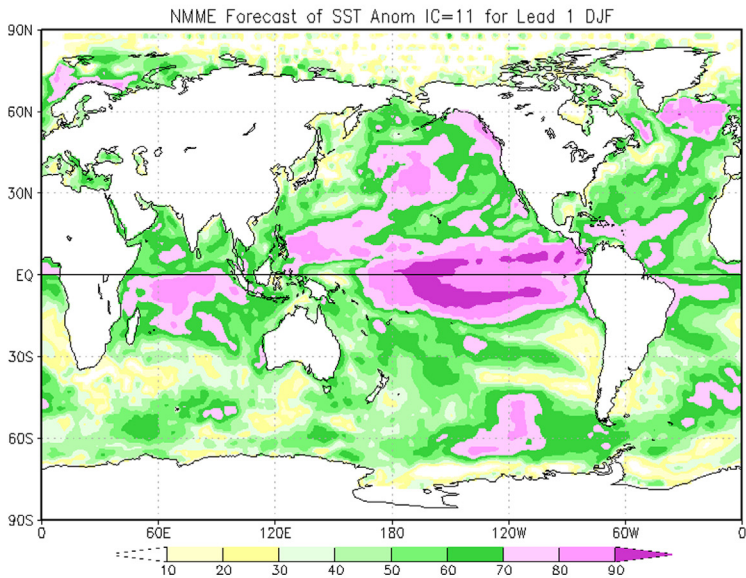 NMME Forecast of SST Anom IC=11 for Lead 1 DJF
90N
60N
30N
EQ
30S
60S
90S
0 60E 120E 180 120W 60W 0
10 20 30 40 50 60 70 80 90